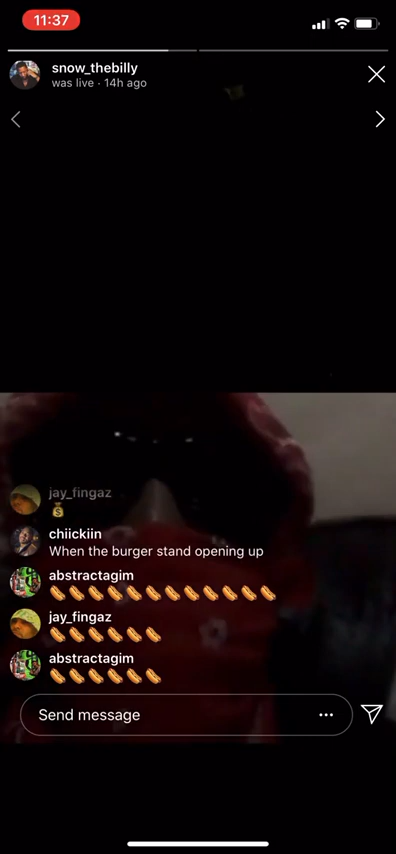 11:37
snow_thebilly
was live · 14h ago
jay_fingaz
💰
chiickiin
When the burger stand opening up
abstractagim
🌭🌭🌭🌭🌭🌭🌭🌭🌭🌭🌭🌭
jay_fingaz
🌭🌭🌭🌭🌭🌭
abstractagim
🌭🌭🌭🌭🌭🌭
Send message